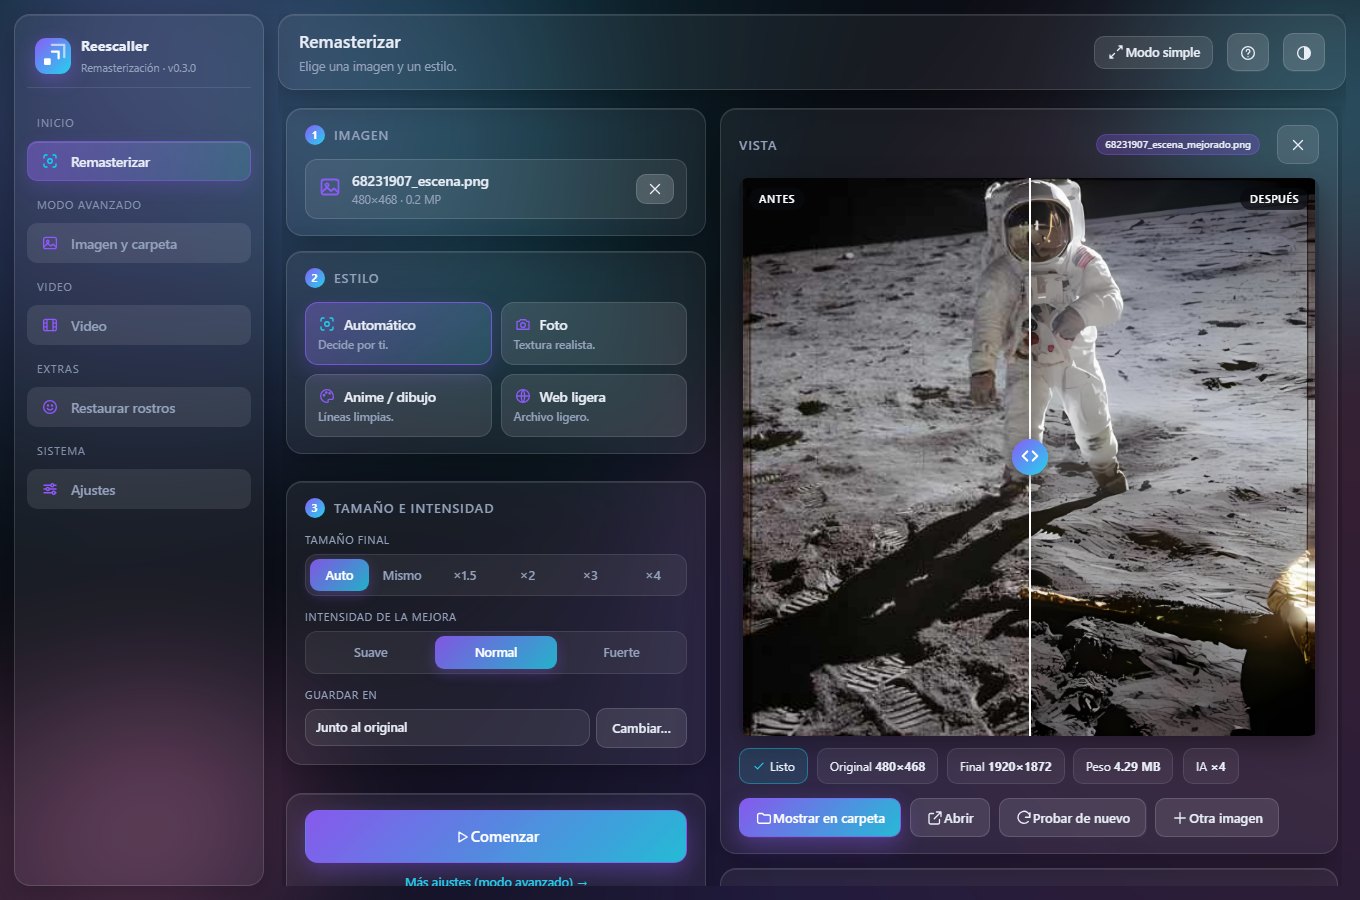 Reescaller
Remasterización · v0.3.0
INICIO
Remasterizar
MODO AVANZADO
Imagen y carpeta
VIDEO
Video
EXTRAS
Restaurar rostros
SISTEMA
Ajustes
Remasterizar
Elige una imagen y un estilo.
Modo simple
1 IMAGEN
68231907_escena.png
480×468 · 0.2 MP
2 ESTILO
Automático
Decide por ti.
Foto
Textura realista.
Anime / dibujo
Líneas limpias.
Web ligera
Archivo ligero.
3 TAMAÑO E INTENSIDAD
TAMAÑO FINAL
Auto Mismo ×1.5 ×2 ×3 ×4
INTENSIDAD DE LA MEJORA
Suave Normal Fuerte
GUARDAR EN
Junto al original Cambiar...
Comenzar
Más ajustes (modo avanzado) →
VISTA
68231907_escena_mejorado.png
ANTES DESPUÉS
Listo Original 480×468 Final 1920×1872 Peso 4.29 MB IA ×4
Mostrar en carpeta Abrir Probar de nuevo Otra imagen